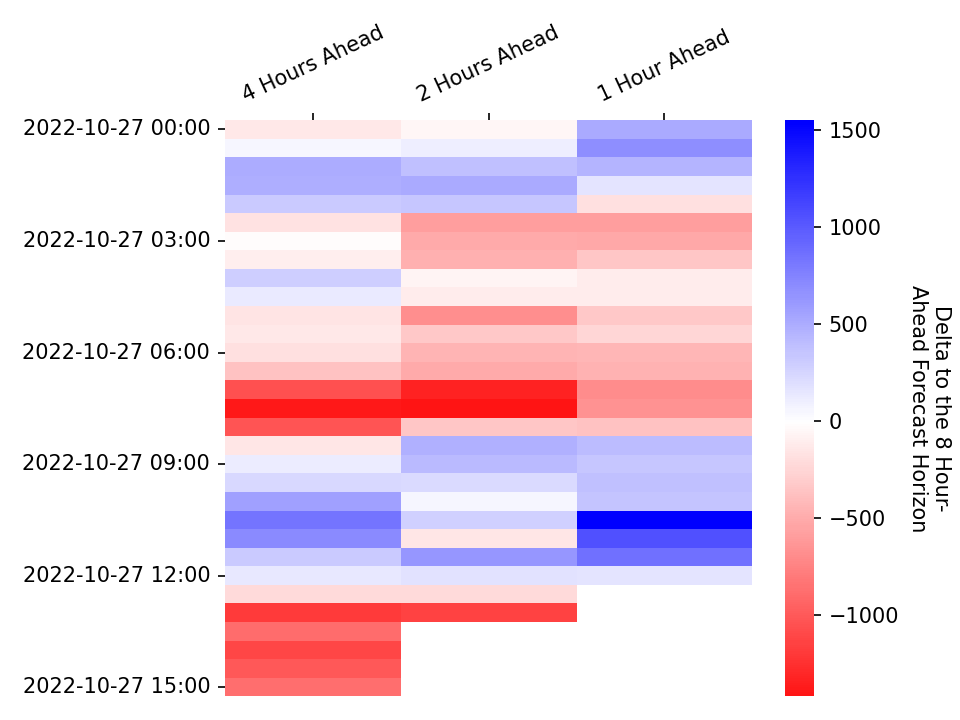 4 Hours Ahead
2 Hours Ahead
1 Hour Ahead
2022-10-27 00:00
2022-10-27 03:00
2022-10-27 06:00
2022-10-27 09:00
2022-10-27 12:00
2022-10-27 15:00
1500
1000
500
0
−500
−1000
Delta to the 8 Hour-
Ahead Forecast Horizon